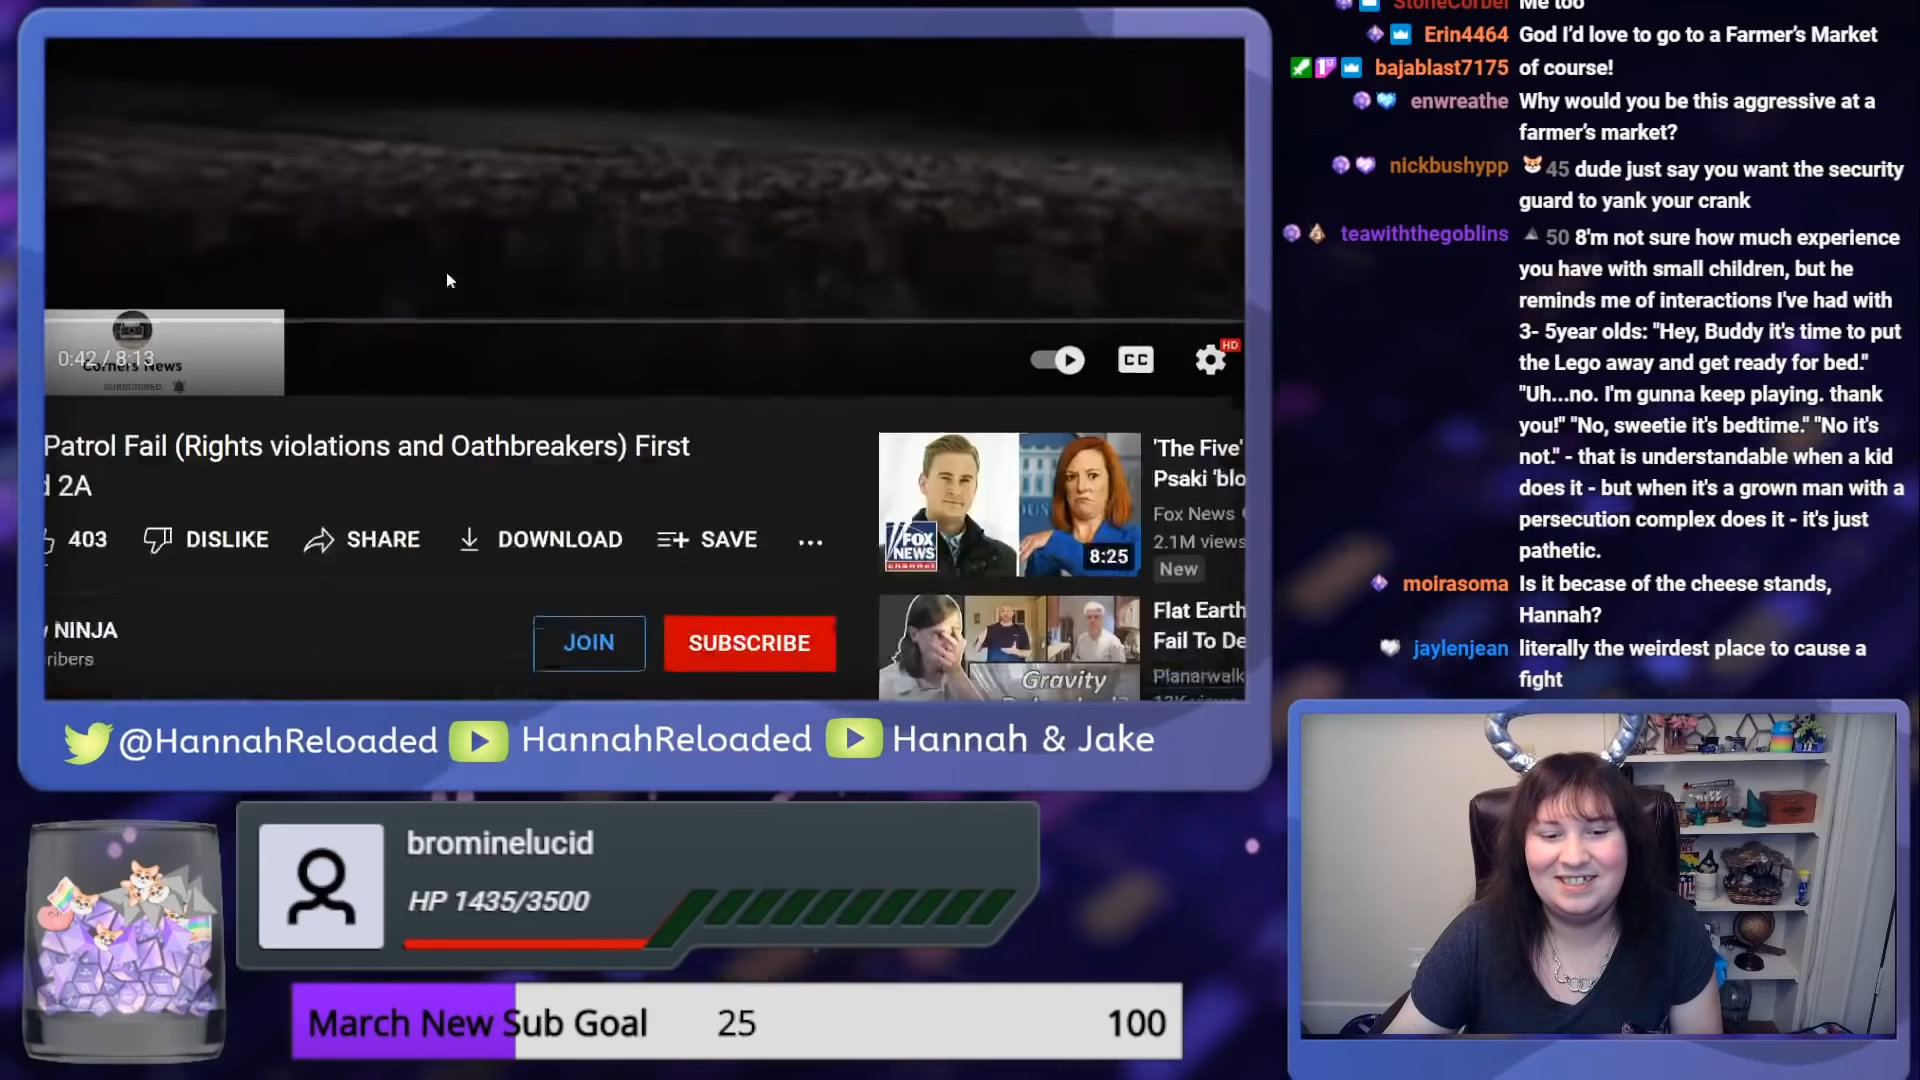 StoneCorbel Me too
Erin4464 God I'd love to go to a Farmer's Market
bajablast7175 of course!
enwreathe Why would you be this aggressive at a
farmer's market?
nickbushypp 45 dude just say you want the security
guard to yank your crank
teawiththegoblins 50 8'm not sure how much experience
you have with small children, but he
reminds me of interactions I've had with
3- 5year olds: "Hey, Buddy it's time to put
the Lego away and get ready for bed."
"Uh...no. I'm gunna keep playing. thank
you!" "No, sweetie it's bedtime." "No it's
not." - that is understandable when a kid
does it - but when it's a grown man with a
persecution complex does it - it's just
pathetic.
moirasoma Is it becase of the cheese stands,
Hannah?
jaylenjean literally the weirdest place to cause a
fight
0:42 / 8:13
Corners News
SUBSCRIBED
CC
HD
Patrol Fail (Rights violations and Oathbreakers) First
2A
403 DISLIKE SHARE DOWNLOAD SAVE ...
NINJA
ribers
JOIN
SUBSCRIBE
FOX
NEWS
channel
8:25
'The Five'
Psaki 'blo
Fox News
2.1M views
New
Gravity
Flat Earth
Fail To De
Planarwalk
@HannahReloaded HannahReloaded Hannah & Jake
brominelucid
HP 1435/3500
March New Sub Goal 25 100